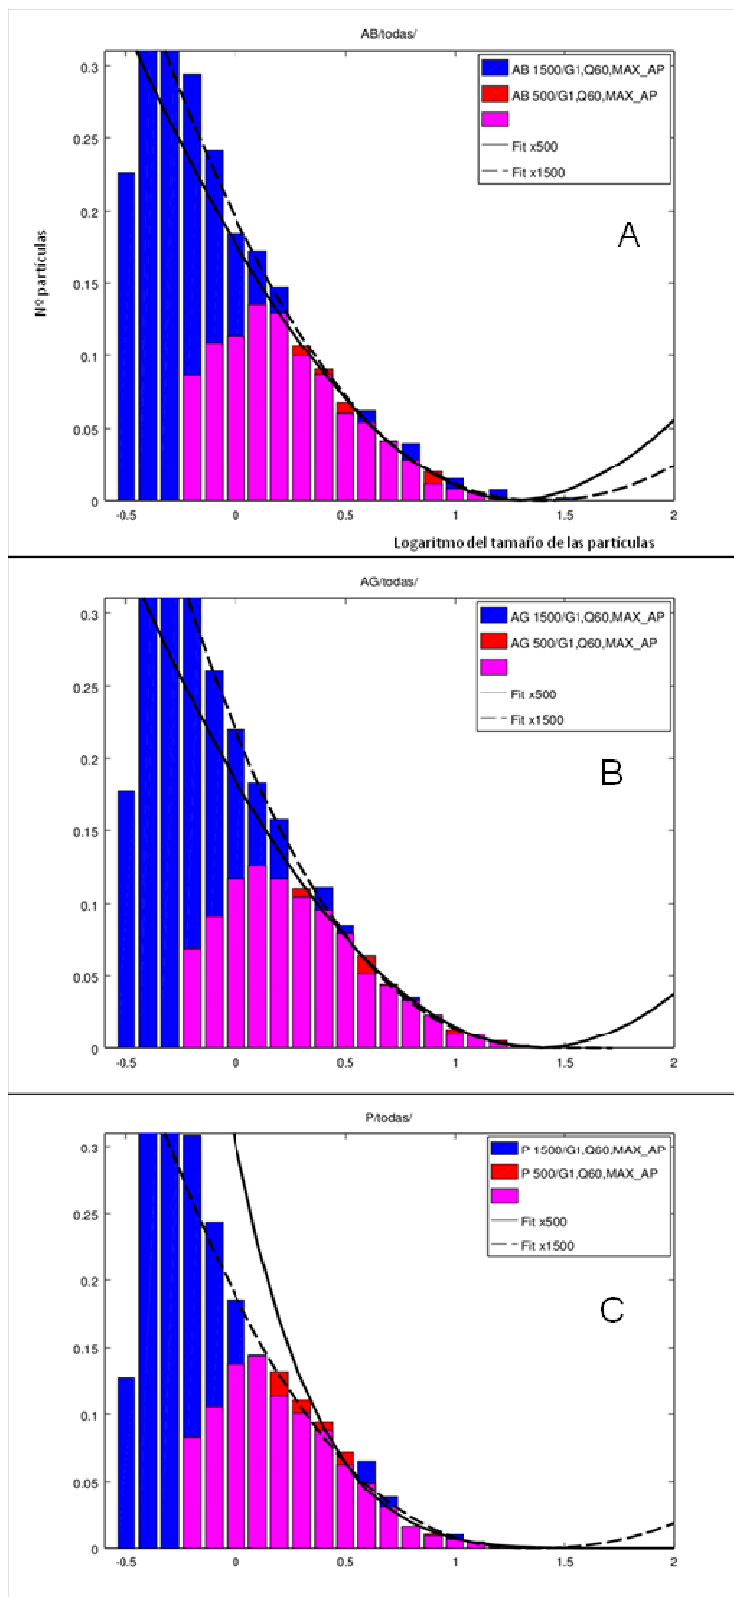 AB/todas/
0.3
0.25
0.2
0.15
0.1
0.05
0
-0.5
0
0.5
1
1.5
2
Nº partículas
AB 1500/G1,Q60,MAX_AP
AB 500/G1,Q60,MAX_AP
Fit x500
Fit x1500
A
Logaritmo del tamaño de las partículas
AG/todas/
0.3
0.25
0.2
0.15
0.1
0.05
0
-0.5
0
0.5
1
1.5
2
AG 1500/G1,Q60,MAX_AP
AG 500/G1,Q60,MAX_AP
Fit x500
Fit x1500
B
P/todas/
0.3
0.25
0.2
0.15
0.1
0.05
0
-0.5
0
0.5
1
1.5
2
P 1500/G1,Q60,MAX_AP
P 500/G1,Q60,MAX_AP
Fit x500
Fit x1500
C